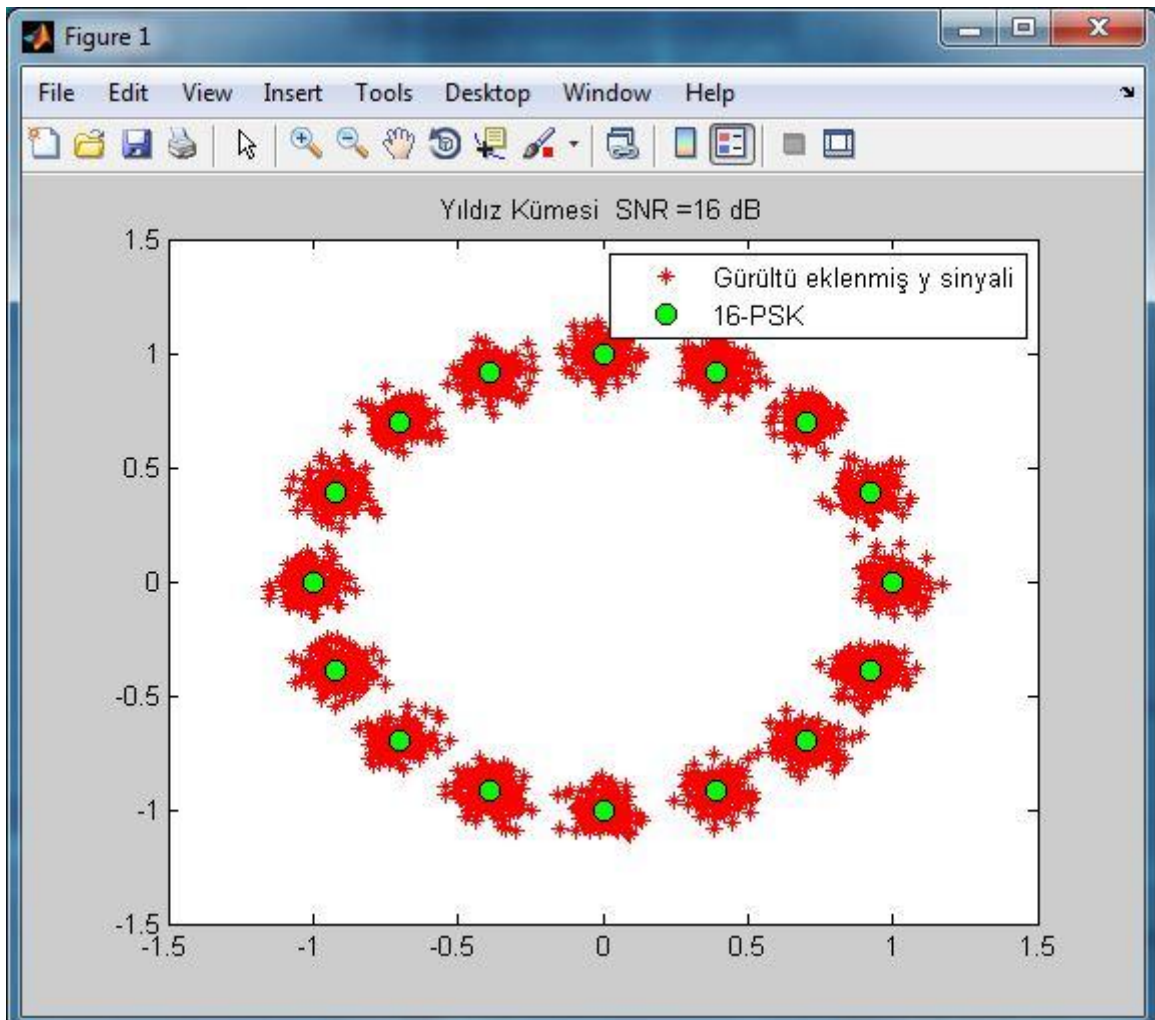 Figure 1
File Edit View Insert Tools Desktop Window Help
Yıldız Kümesi SNR =16 dB
Gürültü eklenmiş y sinyali
16-PSK
1.5
1
0.5
0
-0.5
-1
-1.5
-1.5 -1 -0.5 0 0.5 1 1.5